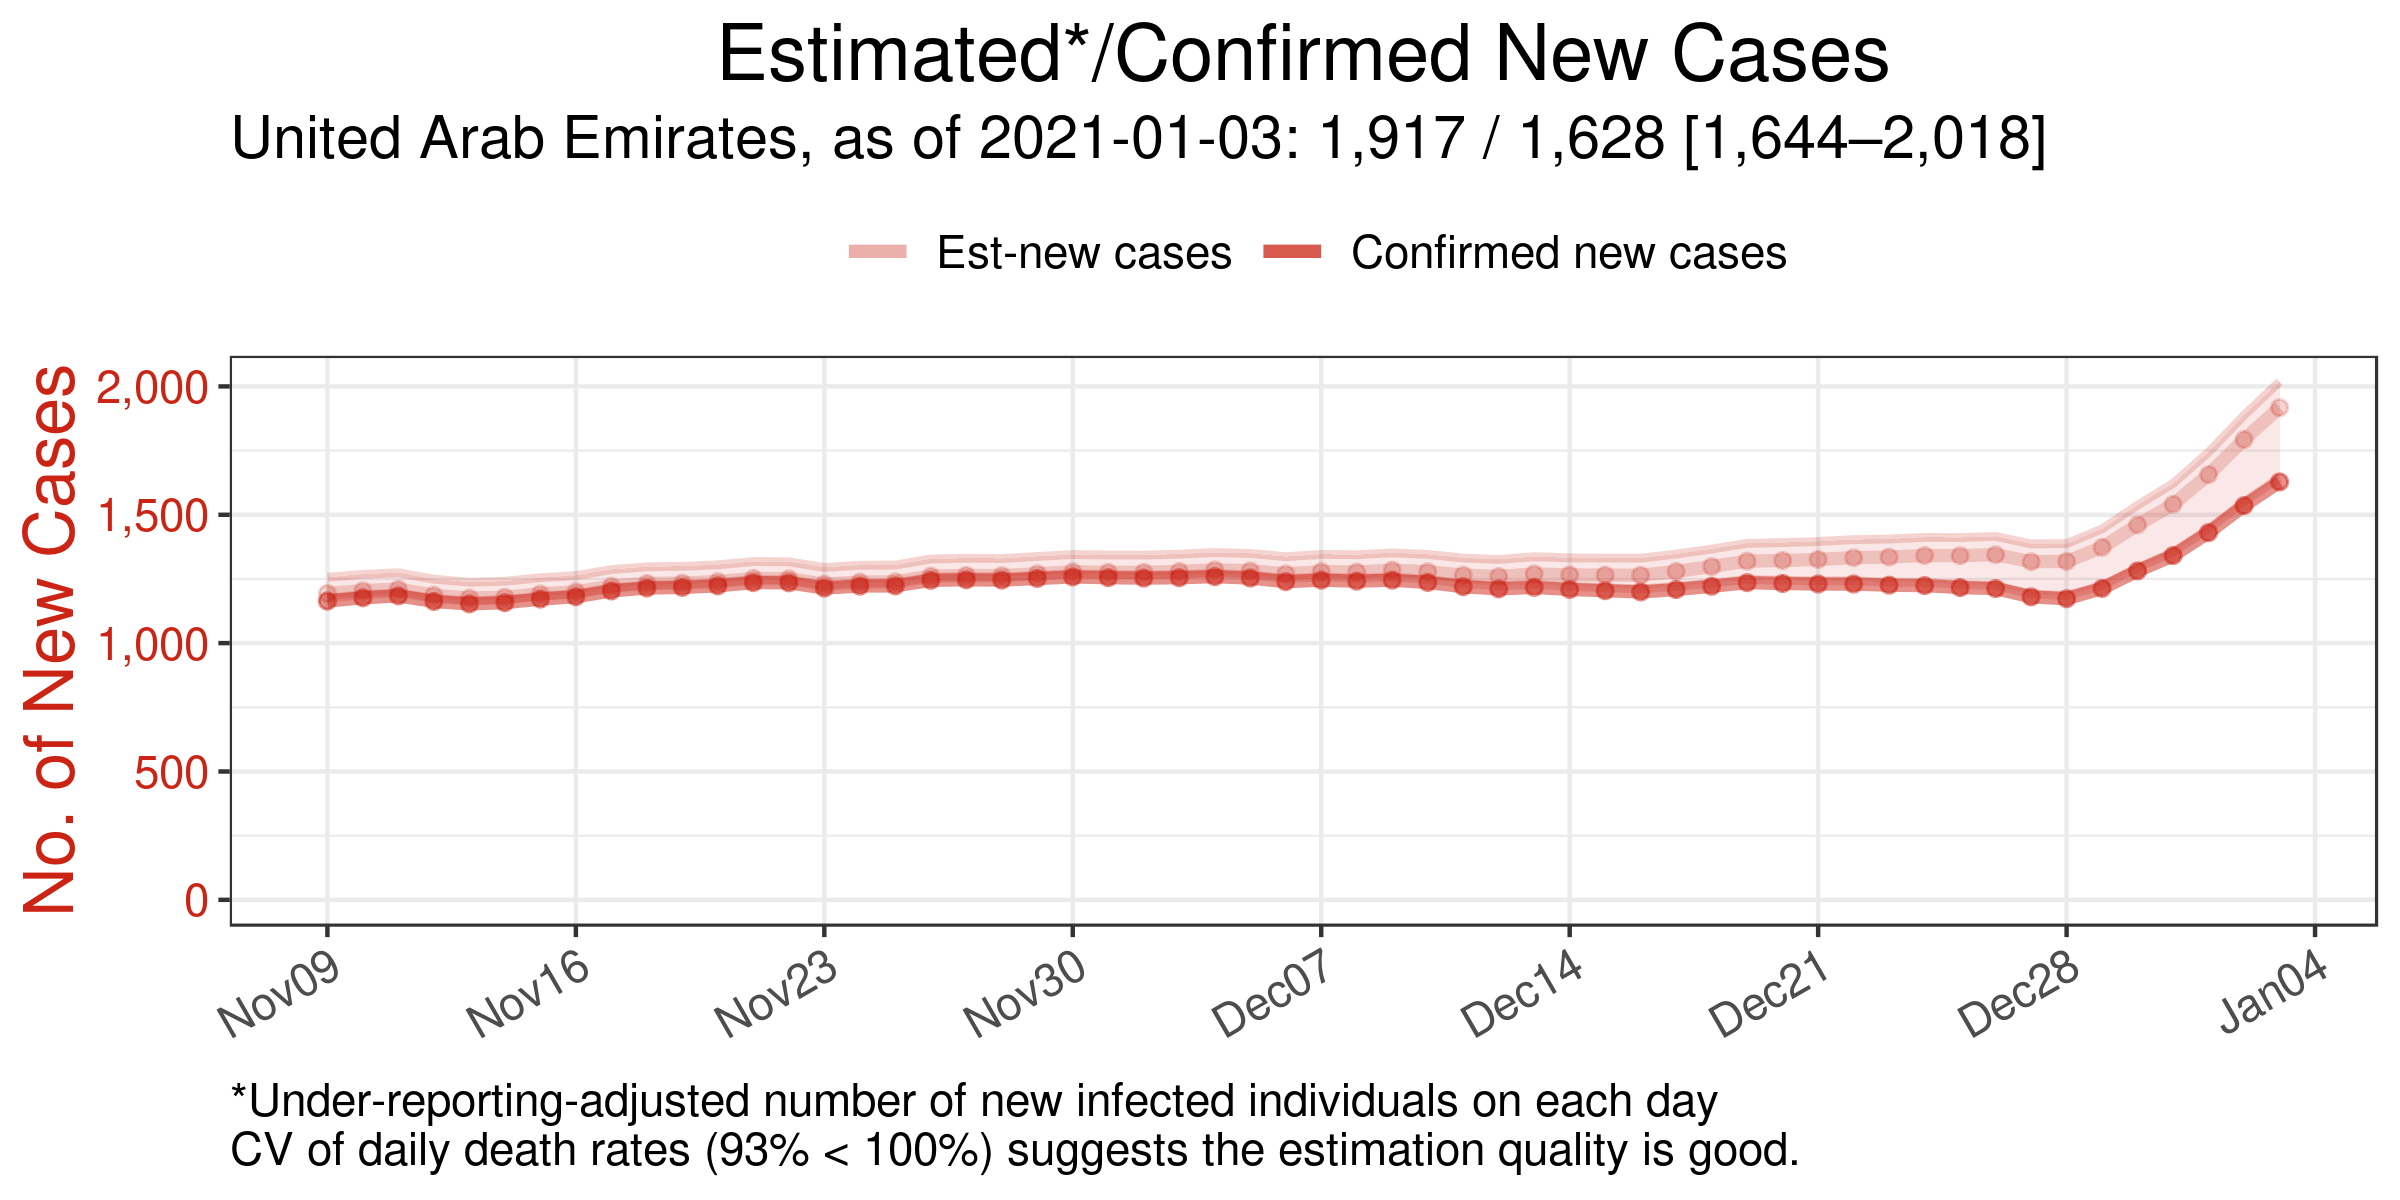 Estimated*/Confirmed New Cases
United Arab Emirates, as of 2021-01-03: 1,917 / 1,628 [1,644–2,018]
Est-new cases
Confirmed new cases
No. of New Cases
2,000
1,500
1,000
500
0
Nov09
Nov16
Nov23
Nov30
Dec07
Dec14
Dec21
Dec28
Jan04
*Under-reporting-adjusted number of new infected individuals on each day
CV of daily death rates (93% < 100%) suggests the estimation quality is good.